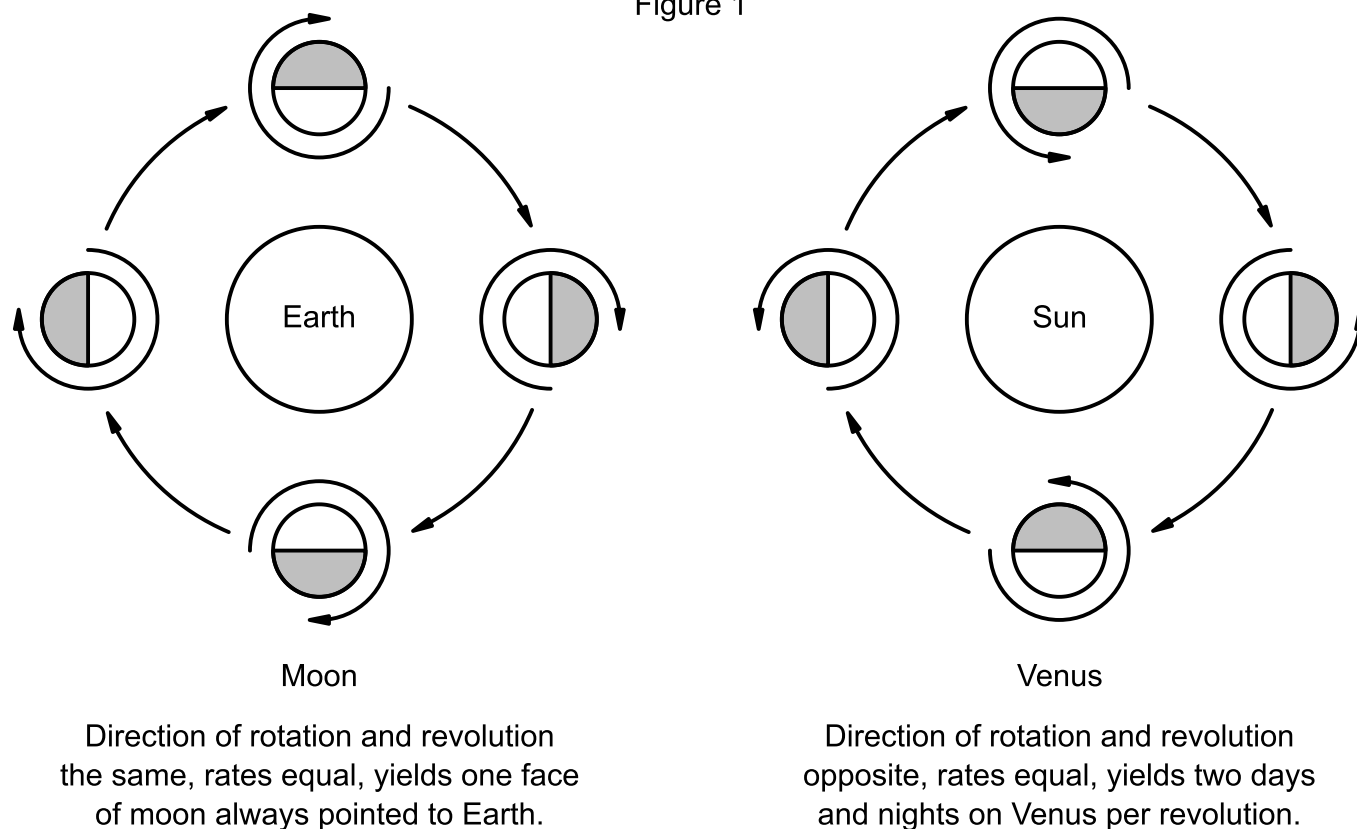 Figure 1
Earth
Sun
Moon
Direction of rotation and revolution
the same, rates equal, yields one face
of moon always pointed to Earth.
Venus
Direction of rotation and revolution
opposite, rates equal, yields two days
and nights on Venus per revolution.